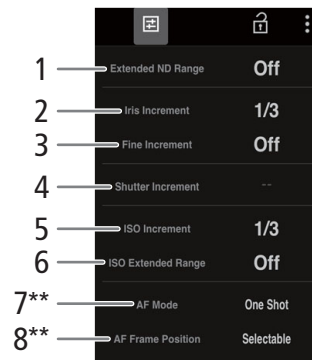 1 Extended ND Range Off
2 Iris Increment 1/3
3 Fine Increment Off
4 Shutter Increment --
5 ISO Increment 1/3
6 ISO Extended Range Off
7** AF Mode One Shot
8** AF Frame Position Selectable